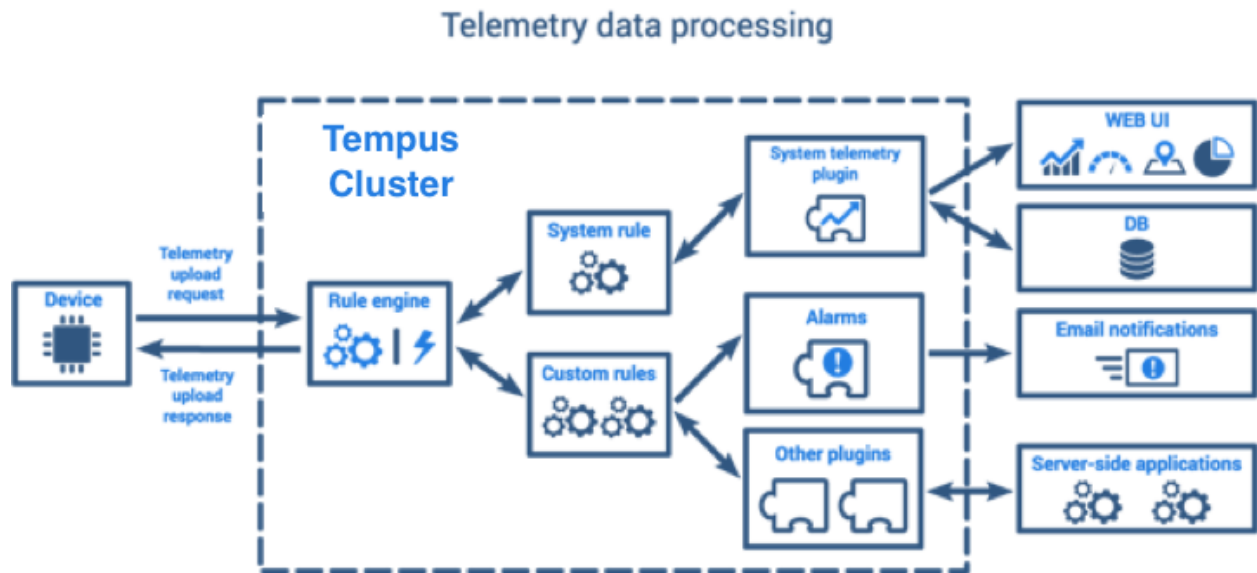 Telemetry data processing
Tempus
Cluster
WEB UI
System telemetry
plugin
DB
System rule
Telemetry
upload
request
Device
Rule engine
Alarms
Email notifications
Telemetry
upload
response
Custom rules
Other plugins
Server-side applications